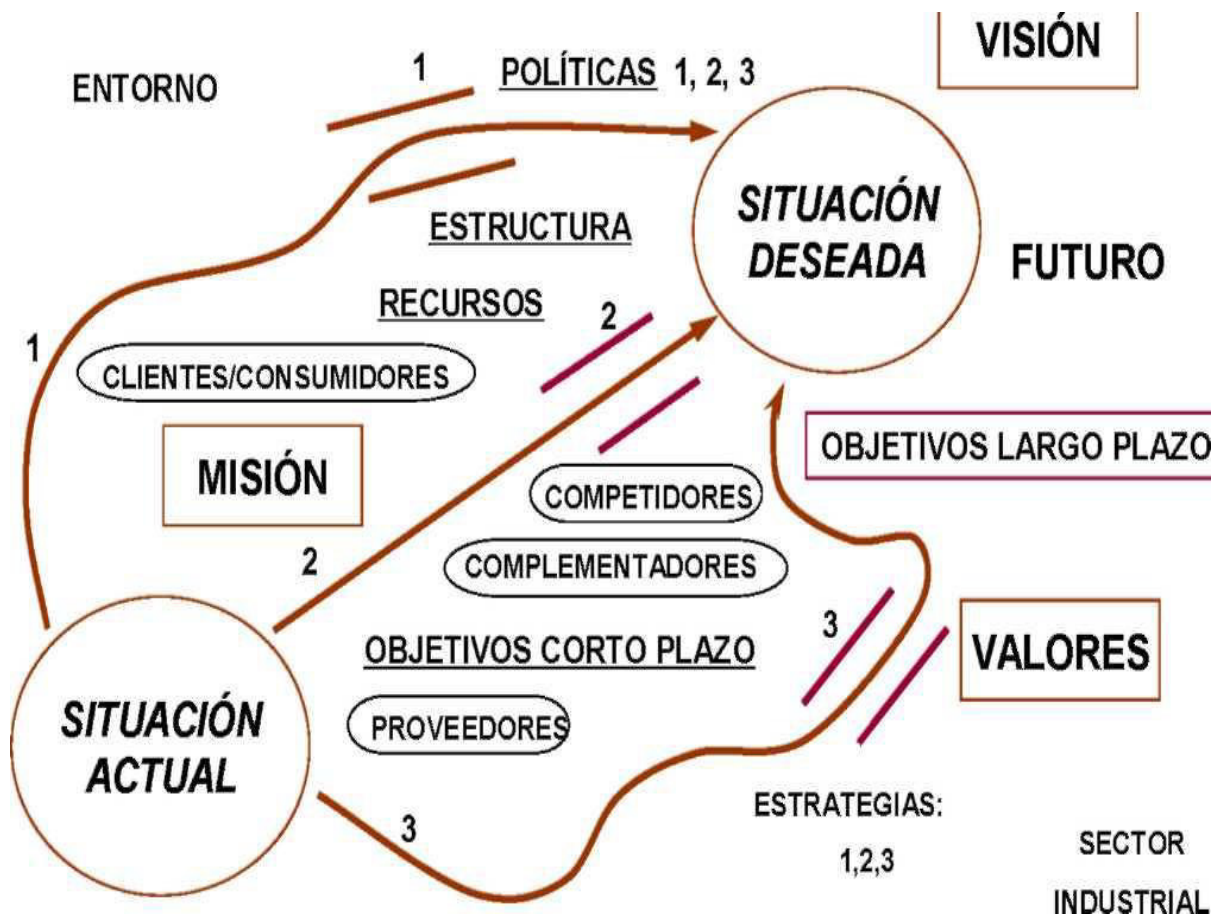 VISIÓN
1
POLÍTICAS 1, 2, 3
ENTORNO
SITUACIÓN
DESEADA
ESTRUCTURA
FUTURO
RECURSOS
2
1
CLIENTES/CONSUMIDORES
OBJETIVOS LARGO PLAZO
MISIÓN
COMPETIDORES
2
COMPLEMENTADORES
3
OBJETIVOS CORTO PLAZO
VALORES
SITUACIÓN
ACTUAL
PROVEEDORES
3
ESTRATEGIAS:
1,2,3
SECTOR
INDUSTRIAL